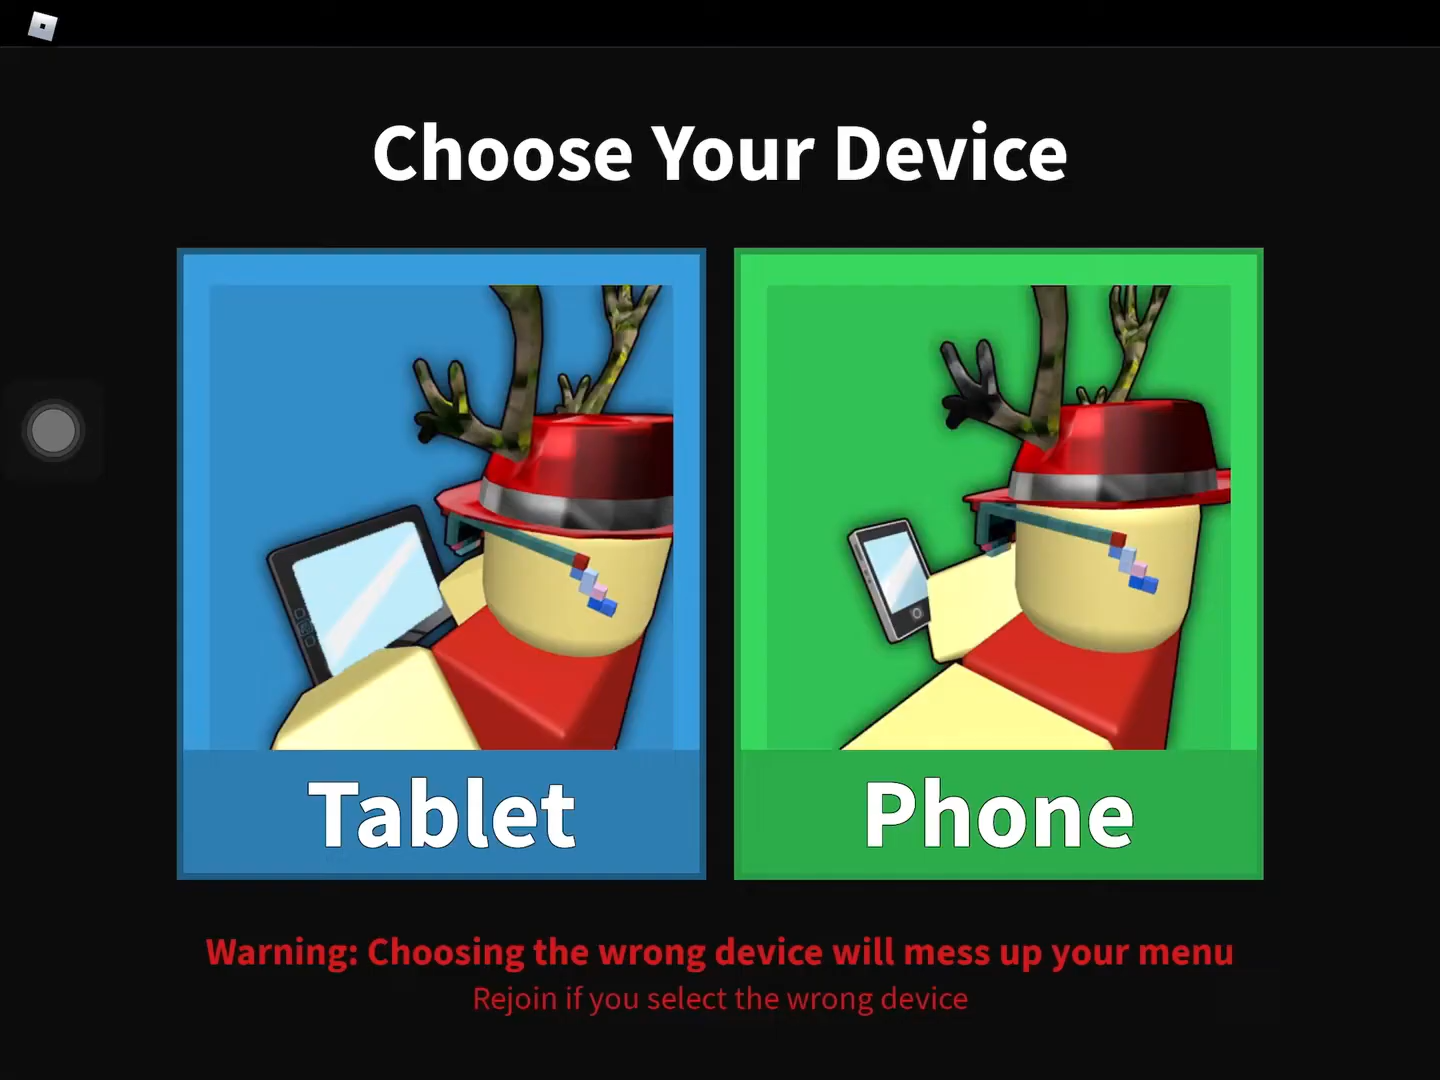 Choose Your Device
Tablet
Phone
Warning: Choosing the wrong device will mess up your menu
Rejoin if you select the wrong device